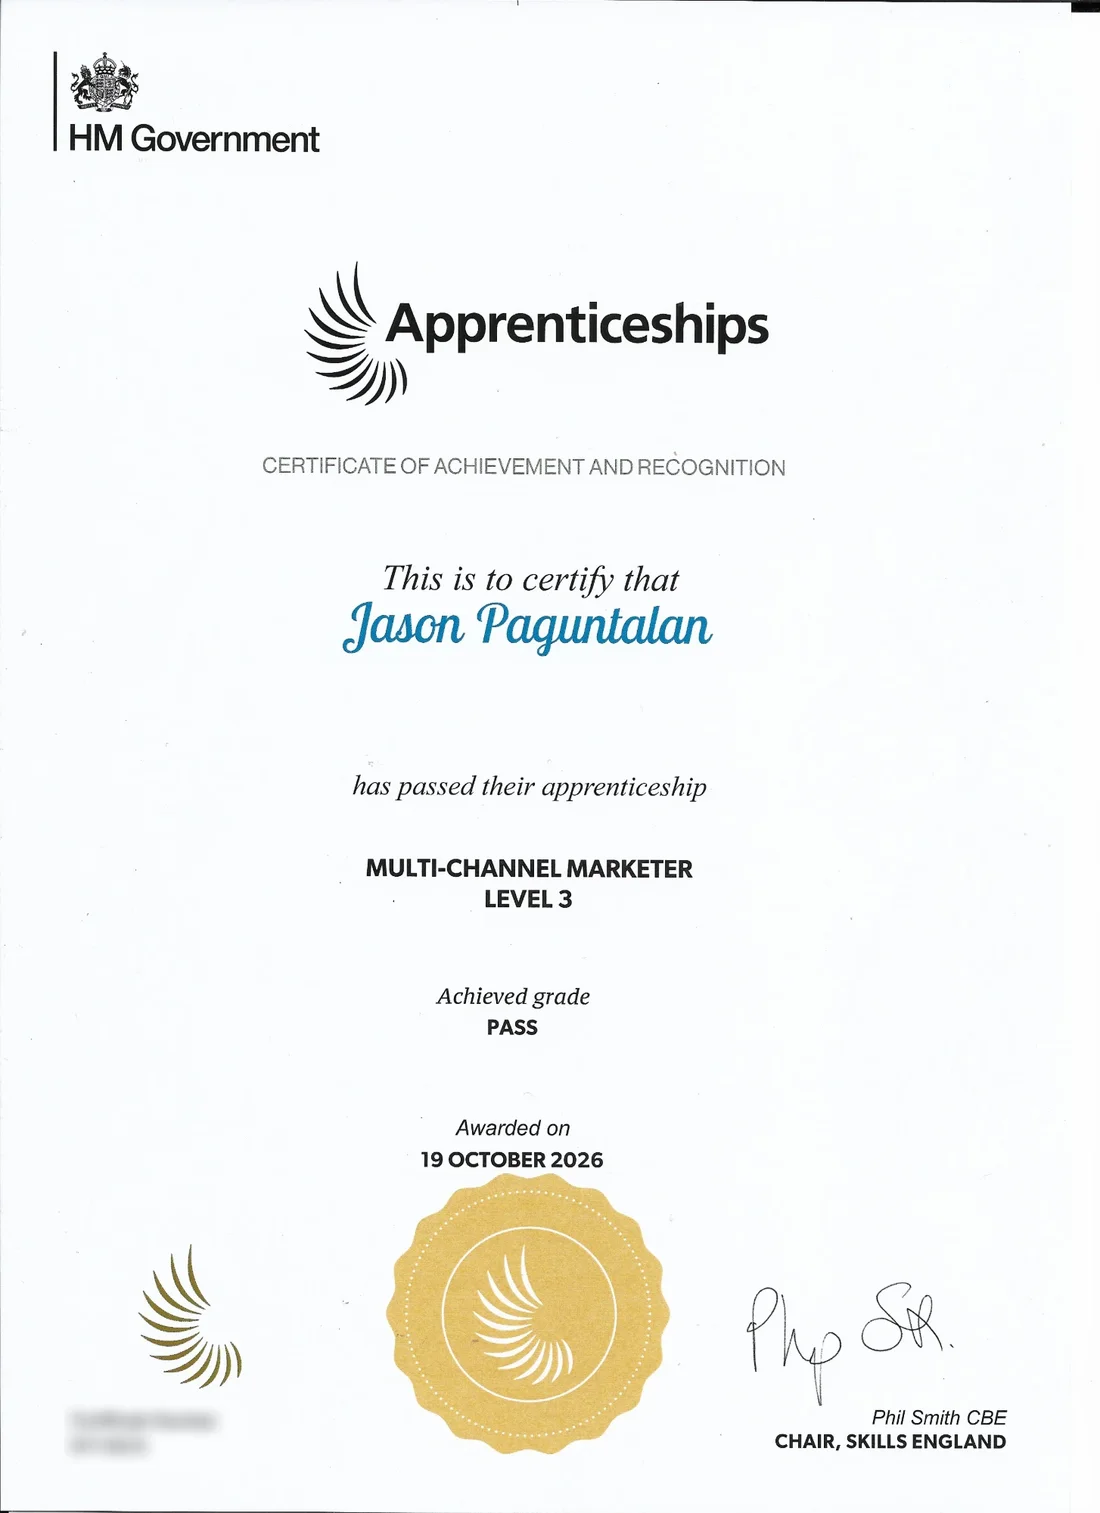 HM Government
Apprenticeships
CERTIFICATE OF ACHIEVEMENT AND RECOGNITION
This is to certify that
Jason Paguntalan
has passed their apprenticeship
MULTI-CHANNEL MARKETER
LEVEL 3
Achieved grade
PASS
Awarded on
19 OCTOBER 2026
Phil Smith CBE
CHAIR, SKILLS ENGLAND